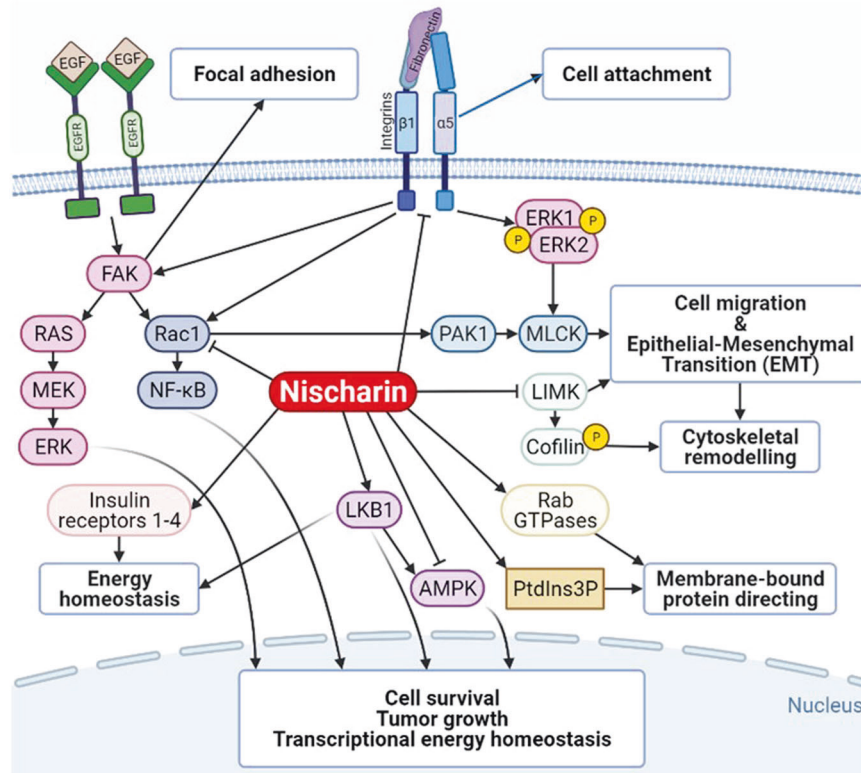 EGF
EGF
EGFR
EGFR
Focal adhesion
Fibronectin
Integrins
β1
α5
Cell attachment
FAK
ERK1
P
P
ERK2
RAS
Rac1
PAK1
MLCK
Cell migration
&
Epithelial-Mesenchymal
Transition (EMT)
MEK
NF-κB
Nischarin
LIMK
ERK
Cofilin
P
Cytoskeletal
remodelling
Insulin
receptors 1-4
LKB1
Rab
GTPases
Energy
homeostasis
AMPK
PtdIns3P
Membrane-bound
protein directing
Cell survival
Tumor growth
Transcriptional energy homeostasis
Nucleus